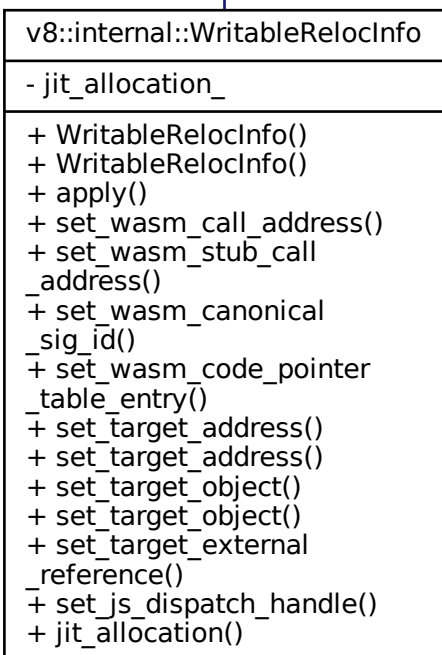 v8::internal::WritableRelocInfo
- jit_allocation_
+ WritableRelocInfo()
+ WritableRelocInfo()
+ apply()
+ set_wasm_call_address()
+ set_wasm_stub_call
_address()
+ set_wasm_canonical
_sig_id()
+ set_wasm_code_pointer
_table_entry()
+ set_target_address()
+ set_target_address()
+ set_target_object()
+ set_target_object()
+ set_target_external
_reference()
+ set_js_dispatch_handle()
+ jit_allocation()